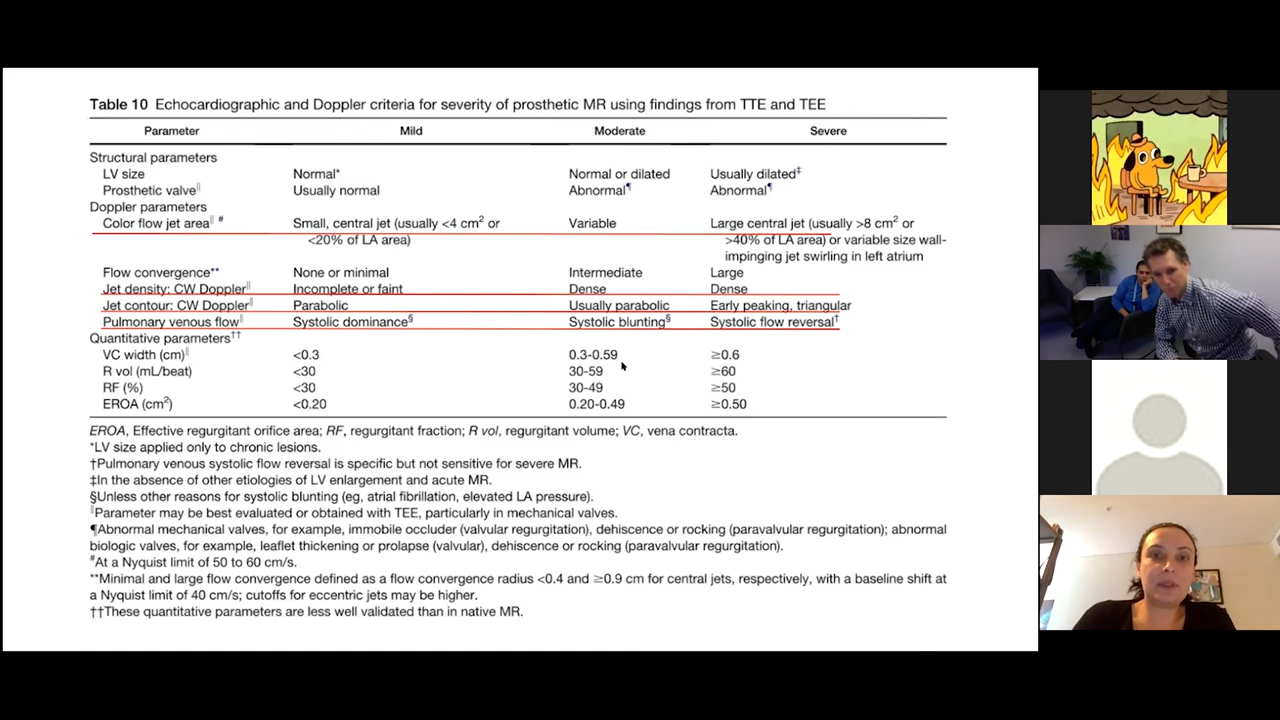 Table 10 Echocardiographic and Doppler criteria for severity of prosthetic MR using findings from TTE and TEE
Parameter Mild Moderate Severe
Structural parameters
LV size Normal* Normal or dilated Usually dilated‡
Prosthetic valve‖ Usually normal Abnormal¶ Abnormal¶
Doppler parameters
Color flow jet area‖ # Small, central jet (usually <4 cm² or Variable Large central jet (usually >8 cm² or
<20% of LA area) >40% of LA area) or variable size wall-
impinging jet swirling in left atrium
Flow convergence** None or minimal Intermediate Large
Jet density: CW Doppler‖ Incomplete or faint Dense Dense
Jet contour: CW Doppler‖ Parabolic Usually parabolic Early peaking, triangular
Pulmonary venous flow‖ Systolic dominance§ Systolic blunting§ Systolic flow reversal†
Quantitative parameters††
VC width (cm)‖ <0.3 0.3-0.59 ≥0.6
R vol (mL/beat) <30 30-59 ≥60
RF (%) <30 30-49 ≥50
EROA (cm²) <0.20 0.20-0.49 ≥0.50
EROA, Effective regurgitant orifice area; RF, regurgitant fraction; R vol, regurgitant volume; VC, vena contracta.
*LV size applied only to chronic lesions.
†Pulmonary venous systolic flow reversal is specific but not sensitive for severe MR.
‡In the absence of other etiologies of LV enlargement and acute MR.
§Unless other reasons for systolic blunting (eg, atrial fibrillation, elevated LA pressure).
‖Parameter may be best evaluated or obtained with TEE, particularly in mechanical valves.
¶Abnormal mechanical valves, for example, immobile occluder (valvular regurgitation), dehiscence or rocking (paravalvular regurgitation); abnormal
biologic valves, for example, leaflet thickening or prolapse (valvular), dehiscence or rocking (paravalvular regurgitation).
#At a Nyquist limit of 50 to 60 cm/s.
**Minimal and large flow convergence defined as a flow convergence radius <0.4 and ≥0.9 cm for central jets, respectively, with a baseline shift at
a Nyquist limit of 40 cm/s; cutoffs for eccentric jets may be higher.
††These quantitative parameters are less well validated than in native MR.